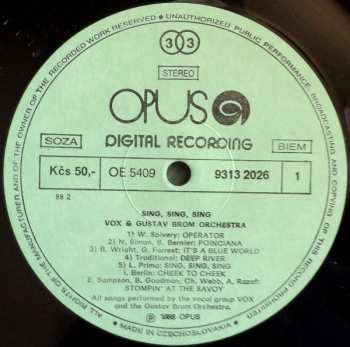 UNAUTHORIZED PUBLIC PERFORMANCE, BROADCASTING AND COPYING OF THIS RECORD PROHIBITED
ALL RIGHTS OF THE MANUFACTURER AND OF THE OWNER OF THE RECORDED WORK RESERVED
33
STEREO
OPUS
SOZA
DIGITAL RECORDING
BIEM
Kčs 50,-
OE 5409
9313 2026
1
88 2
SING, SING, SING
VOX & GUSTAV BROM ORCHESTRA
1) W. Spivery: OPERATOR
2) N. Simon, B. Bernier: POINCIANA
3) B. Wright, G. Forrest: IT'S A BLUE WORLD
4) Traditional: DEEP RIVER
5) L. Prima: SING, SING, SING
I. Berlin: CHEEK TO CHEEK
E. Sampson, B. Goodman, Ch. Webb, A. Razaf:
STOMPIN' AT THE SAVOY
All songs performed by the vocal group VOX
and the Gustav Brom Orchestra.
℗ 1988 OPUS
MADE IN CZECHOSLOVAKIA